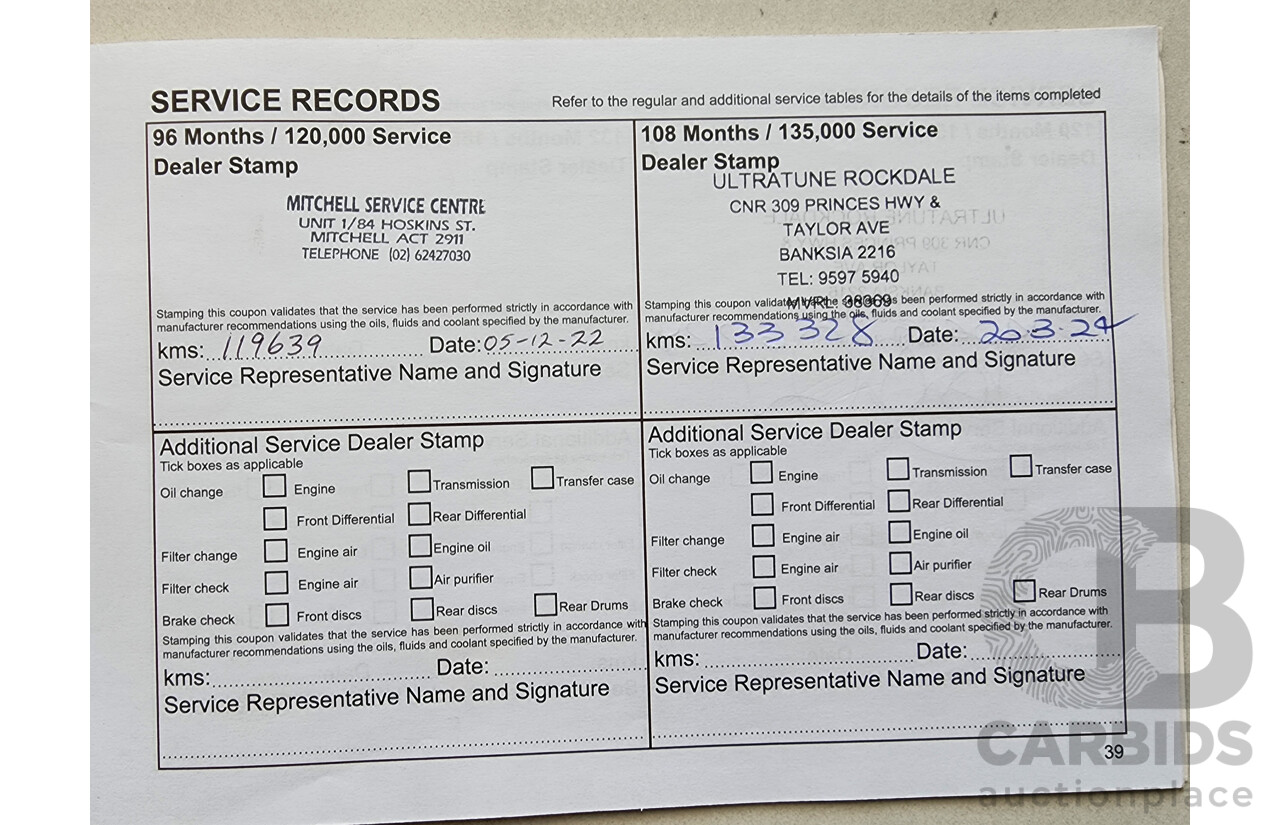 SERVICE RECORDS
Refer to the regular and additional service tables for the details of the items completed
96 Months / 120,000 Service
Dealer Stamp
MITCHELL SERVICE CENTRE
UNIT 1/84 HOSKINS ST.
MITCHELL ACT 2911
TELEPHONE (02) 62427030
Stamping this coupon validates that the service has been performed strictly in accordance with
manufacturer recommendations using the oils, fluids and coolant specified by the manufacturer.
kms: 119639 Date: 05-12-22
Service Representative Name and Signature
108 Months / 135,000 Service
Dealer Stamp
ULTRATUNE ROCKDALE
CNR 309 PRINCES HWY &
TAYLOR AVE
BANKSIA 2216
TEL: 9597 5940
MVRL: 38369
Stamping this coupon validates that the service has been performed strictly in accordance with
manufacturer recommendations using the oils, fluids and coolant specified by the manufacturer.
kms: 133 328 Date: 20-3-24
Service Representative Name and Signature
Additional Service Dealer Stamp
Tick boxes as applicable
Oil change Engine Transmission Transfer case
Front Differential Rear Differential
Filter change Engine air Engine oil
Filter check Engine air Air purifier
Brake check Front discs Rear discs Rear Drums
Stamping this coupon validates that the service has been performed strictly in accordance with
manufacturer recommendations using the oils, fluids and coolant specified by the manufacturer.
kms: Date:
Service Representative Name and Signature
Additional Service Dealer Stamp
Tick boxes as applicable
Oil change Engine Transmission Transfer case
Front Differential Rear Differential
Filter change Engine air Engine oil
Filter check Engine air Air purifier
Brake check Front discs Rear discs Rear Drums
Stamping this coupon validates that the service has been performed strictly in accordance with
manufacturer recommendations using the oils, fluids and coolant specified by the manufacturer.
kms: Date:
Service Representative Name and Signature
39
CB
CARBIDS
auctionplace